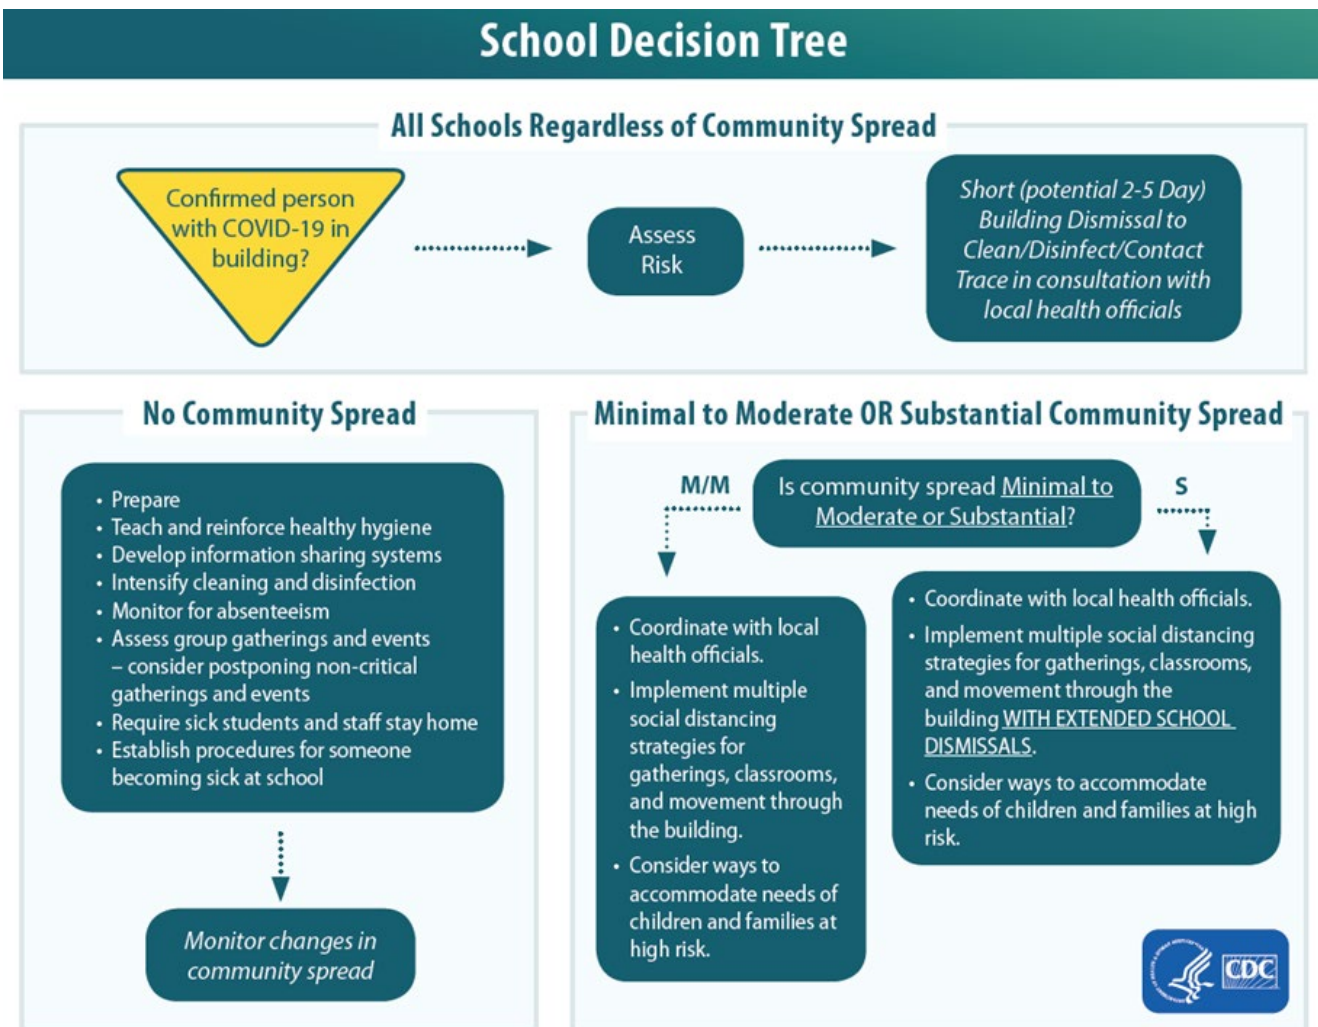 School Decision Tree
All Schools Regardless of Community Spread
Confirmed person
with COVID-19 in
building?
Assess
Risk
Short (potential 2-5 Day)
Building Dismissal to
Clean/Disinfect/Contact
Trace in consultation with
local health officials
No Community Spread
• Prepare
• Teach and reinforce healthy hygiene
• Develop information sharing systems
• Intensify cleaning and disinfection
• Monitor for absenteeism
• Assess group gatherings and events
– consider postponing non-critical
gatherings and events
• Require sick students and staff stay home
• Establish procedures for someone
becoming sick at school
Monitor changes in
community spread
Minimal to Moderate OR Substantial Community Spread
Is community spread Minimal to
Moderate or Substantial?
M/M
S
• Coordinate with local
health officials.
• Implement multiple
social distancing
strategies for
gatherings, classrooms,
and movement through
the building.
• Consider ways to
accommodate needs of
children and families at
high risk.
• Coordinate with local health officials.
• Implement multiple social distancing
strategies for gatherings, classrooms,
and movement through the
building WITH EXTENDED SCHOOL
DISMISSALS.
• Consider ways to accommodate
needs of children and families at high
risk.
CDC